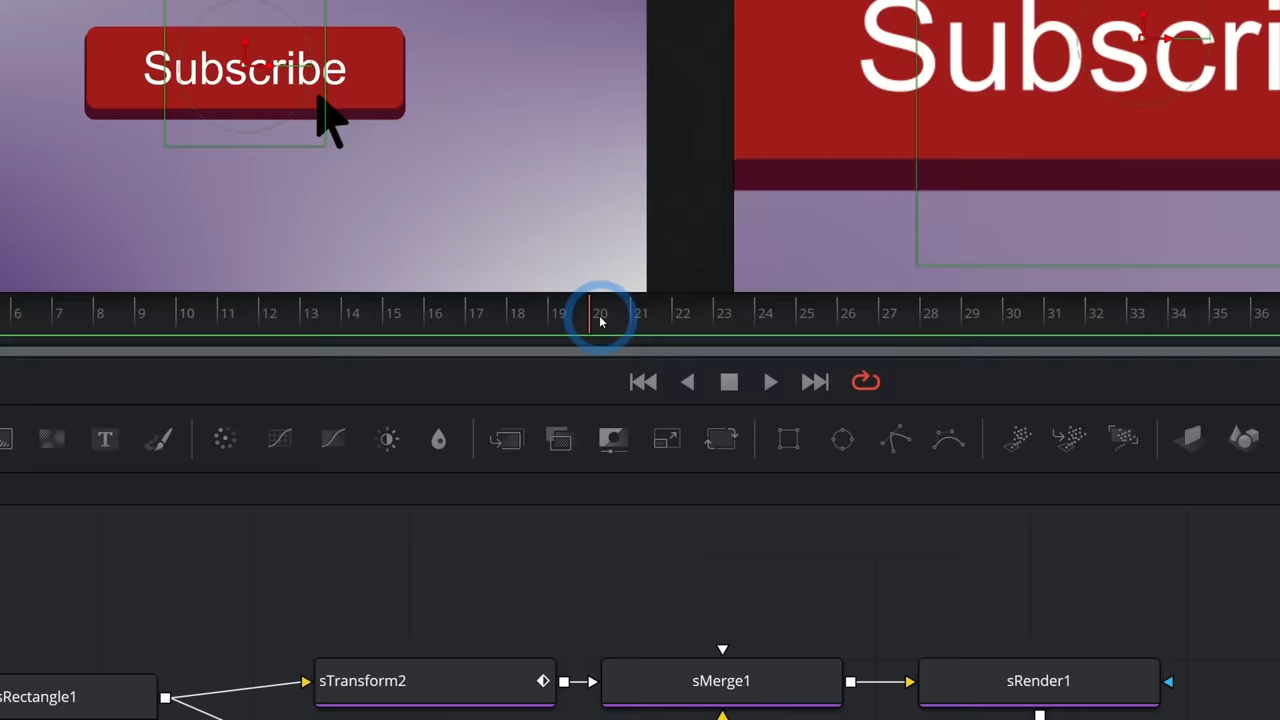 Subscribe
Subscri
6 7 8 9 10 11 12 13 14 15 16 17 18 19 20 21 22 23 24 25 26 27 28 29 30 31 32 33 34 35 36
T
sTransform2
sMerge1
sRender1
sRectangle1